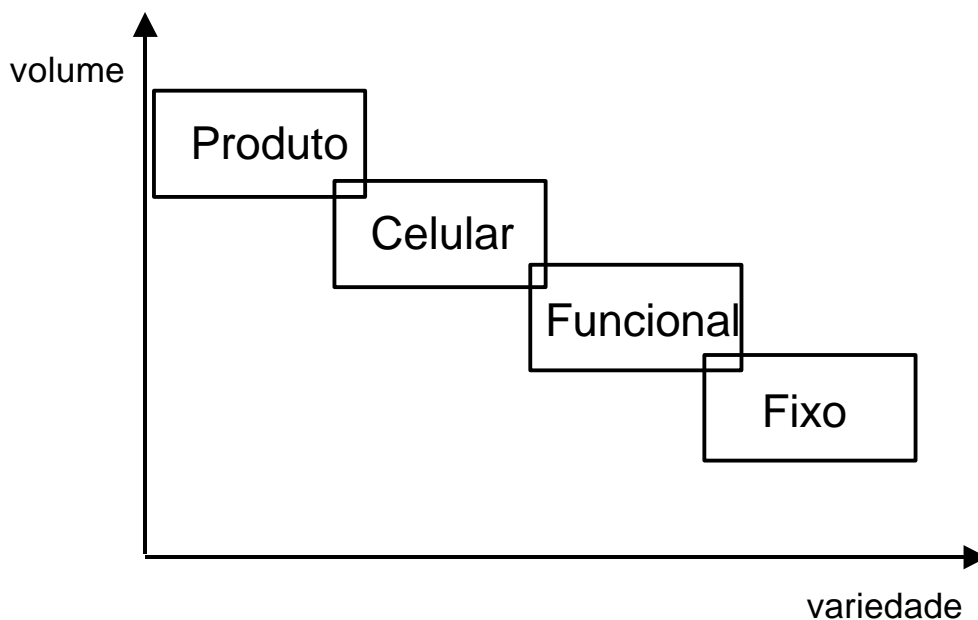 volume
Produto
Celular
Funcional
Fixo
variedade